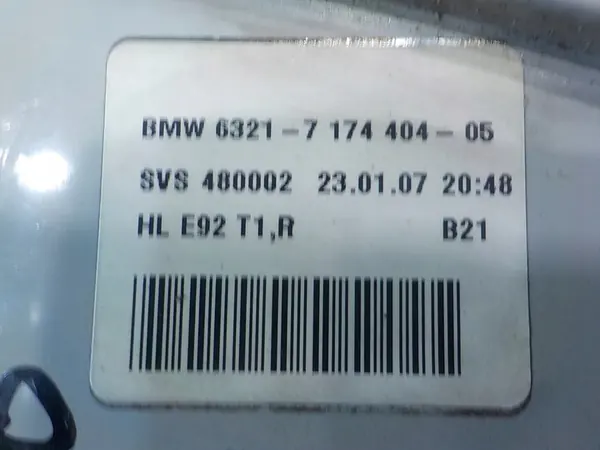 BMW 6321-7 174 404-05
SVS 480002 23.01.07 20:48
HL E92 T1,R B21